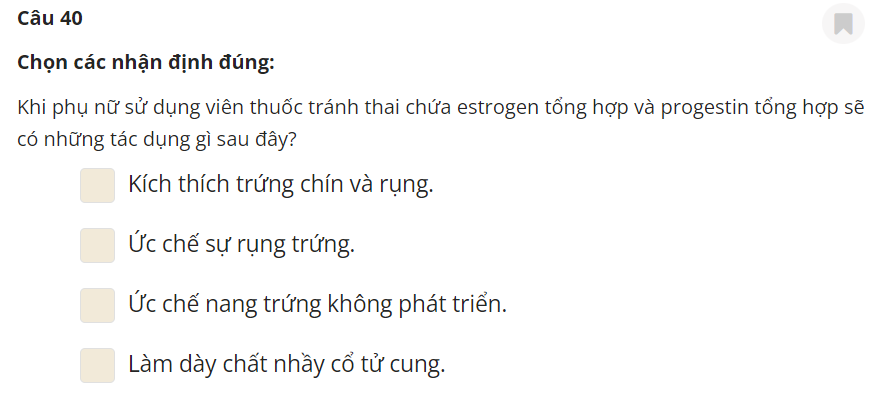 Câu 40
Chọn các nhận định đúng:
Khi phụ nữ sử dụng viên thuốc tránh thai chứa estrogen tổng hợp và progestin tổng hợp sẽ
có những tác dụng gì sau đây?
Kích thích trứng chín và rụng.
Ức chế sự rụng trứng.
Ức chế nang trứng không phát triển.
Làm dày chất nhầy cổ tử cung.